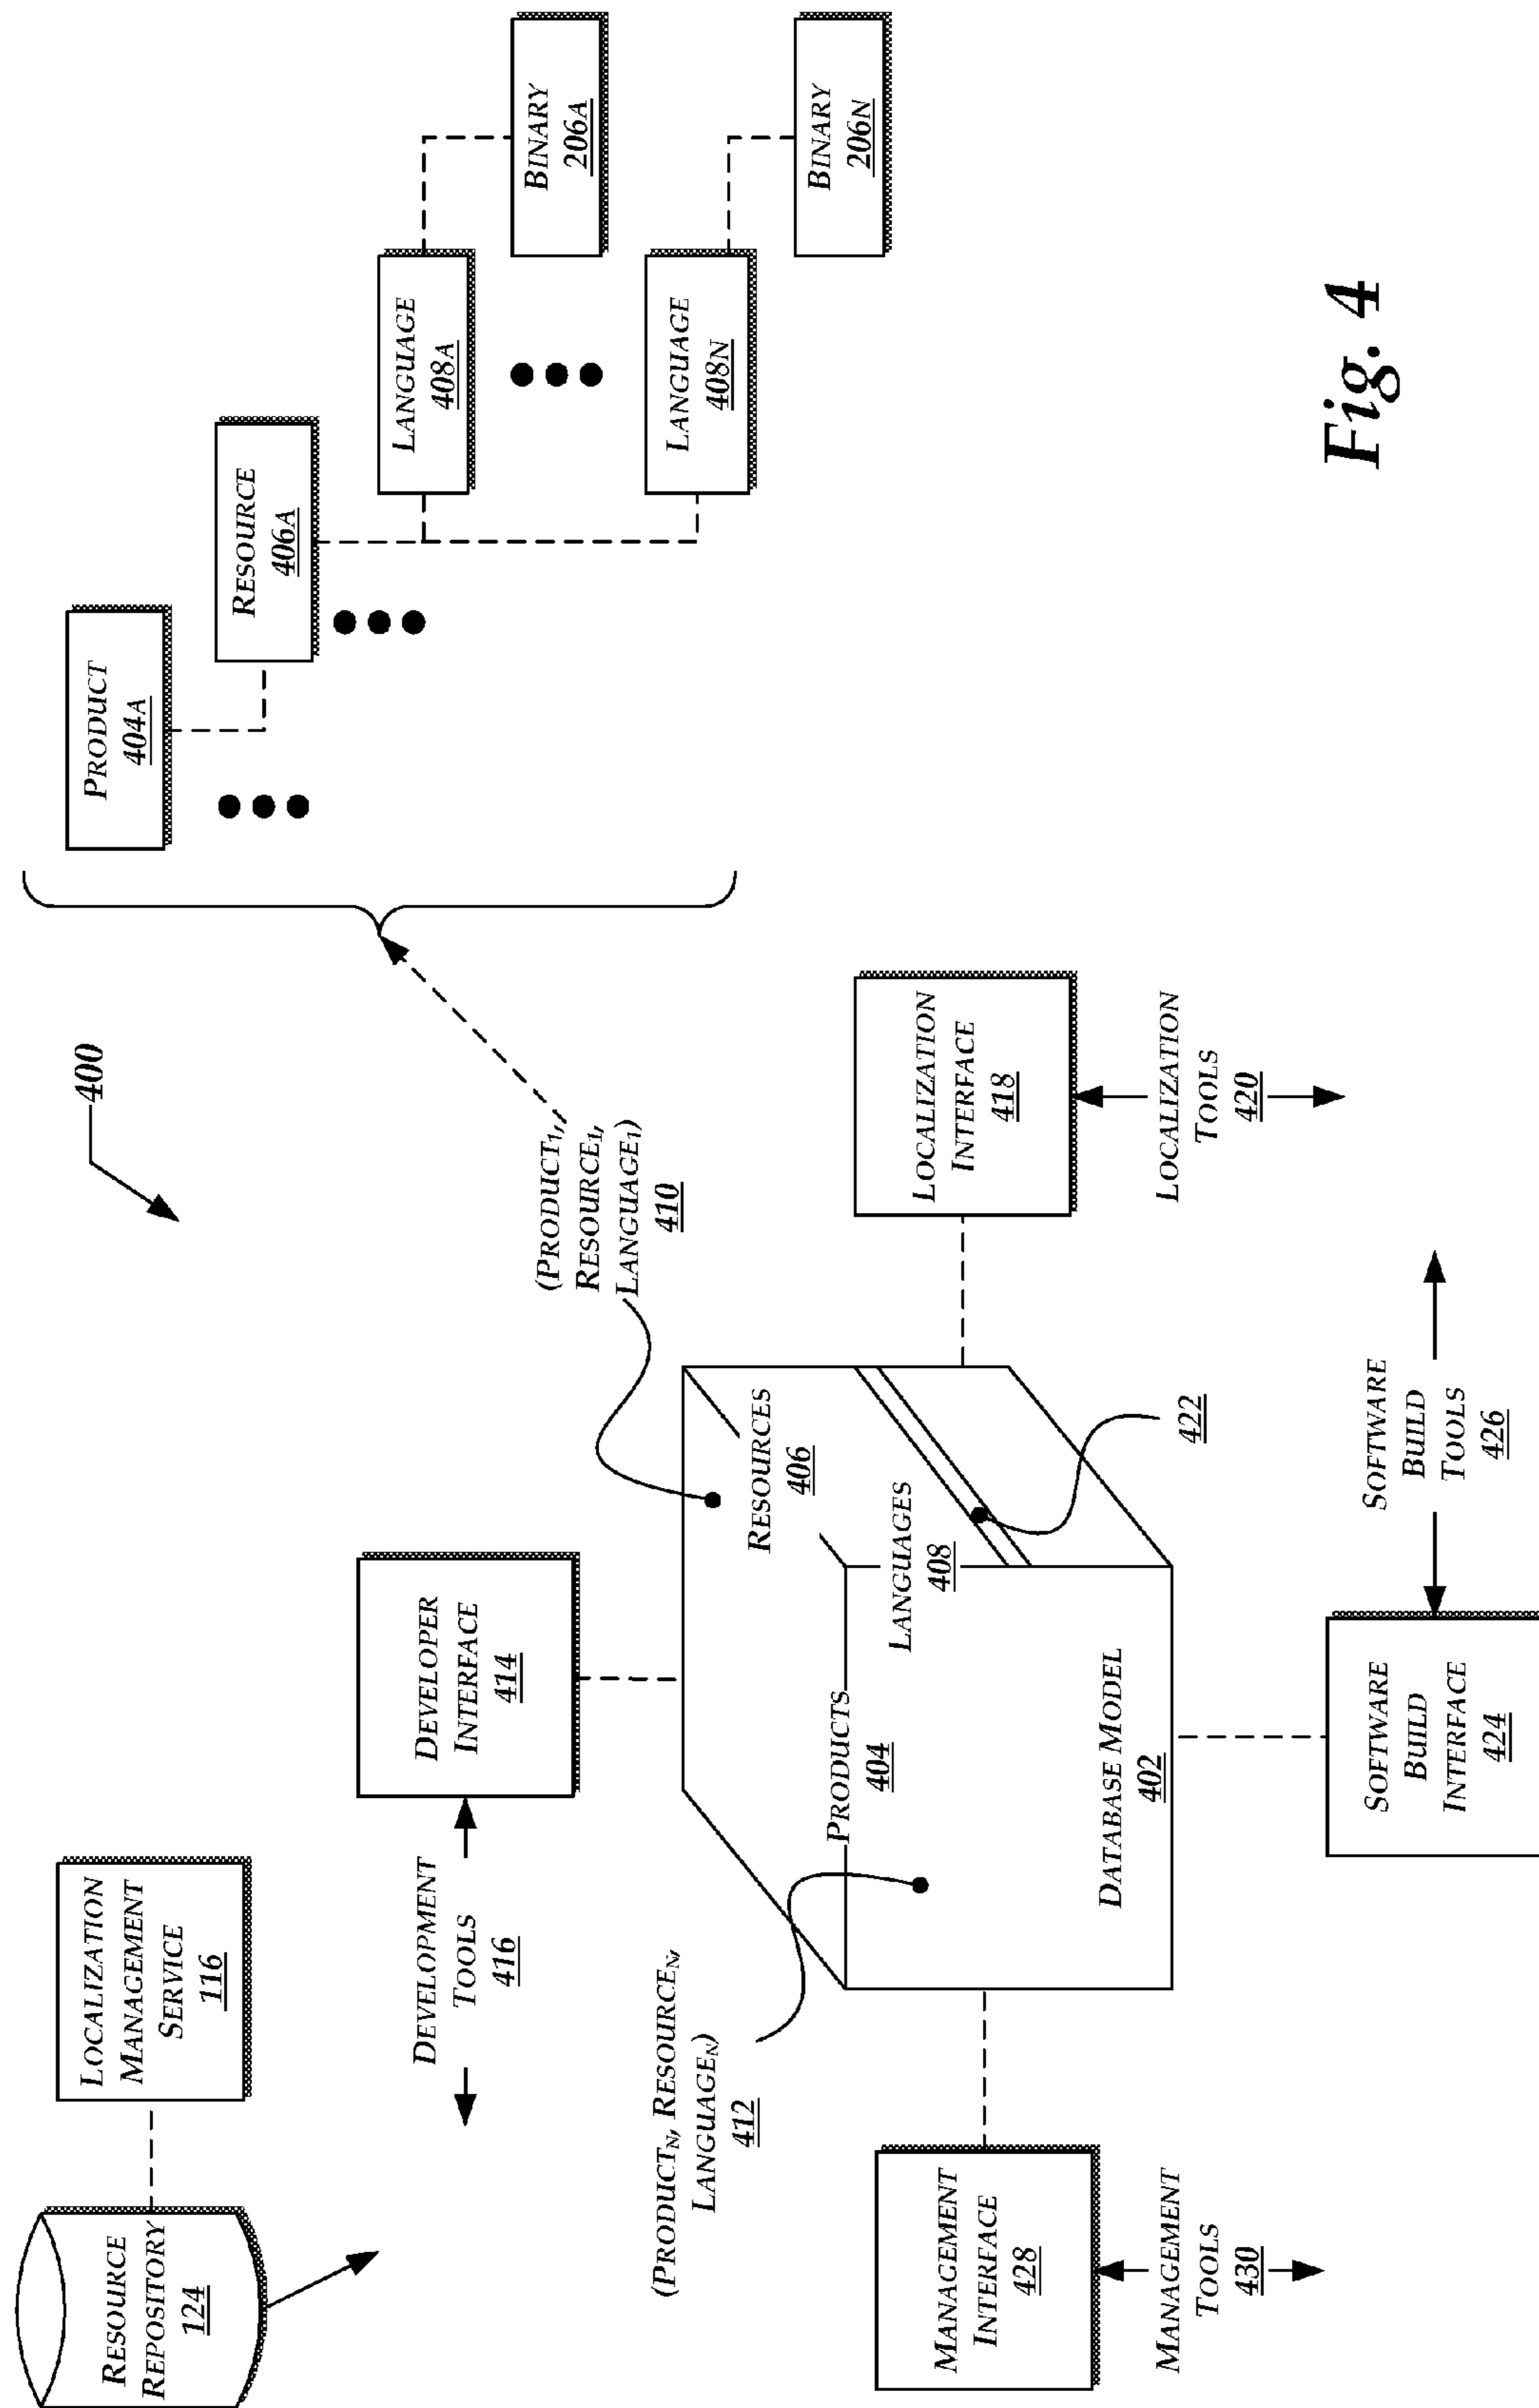 400
RESOURCE
REPOSITORY
124
LOCALIZATION
MANAGEMENT
SERVICE
116
DEVELOPMENT
TOOLS
416
DEVELOPER
INTERFACE
414
(PRODUCT1,
RESOURCE1,
LANGUAGE1)
410
PRODUCT
404A
RESOURCE
406A
LANGUAGE
408A
BINARY
206A
LANGUAGE
408N
BINARY
206N
(PRODUCTN, RESOURCEN,
LANGUAGEN)
412
PRODUCTS
404
RESOURCES
406
LANGUAGES
408
DATABASE MODEL
402
422
MANAGEMENT
INTERFACE
428
MANAGEMENT
TOOLS
430
LOCALIZATION
INTERFACE
418
LOCALIZATION
TOOLS
420
SOFTWARE
BUILD
INTERFACE
424
SOFTWARE
BUILD
TOOLS
426
Fig. 4